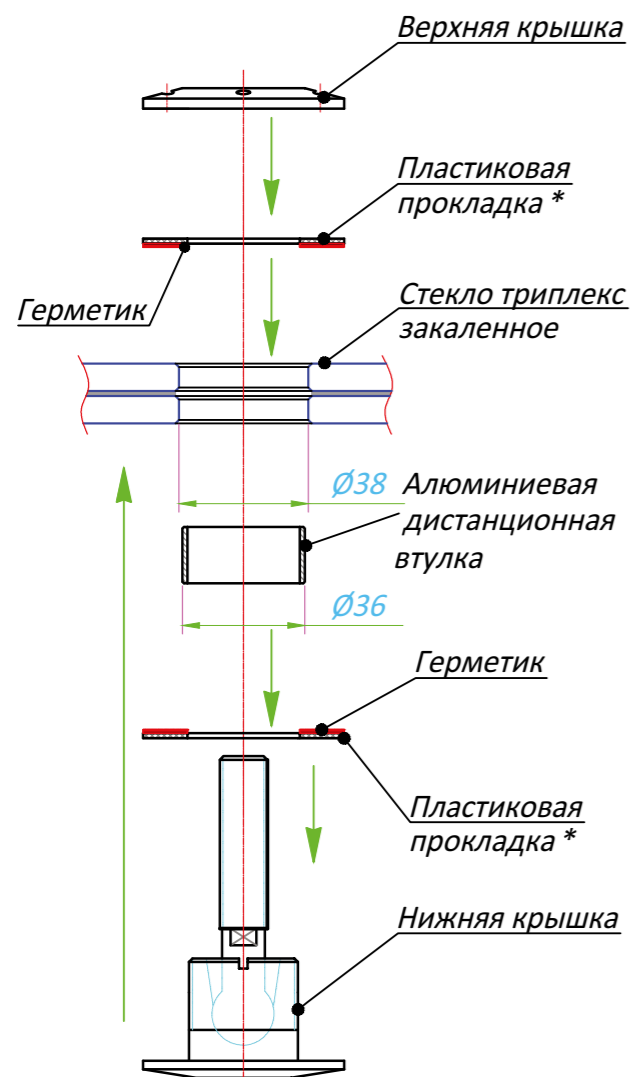 Верхняя крышка
Пластиковая
прокладка *
Герметик
Стекло триплекс
закаленное
Ø38
Алюминиевая
дистанционная
втулка
Ø36
Герметик
Пластиковая
прокладка *
Нижняя крышка